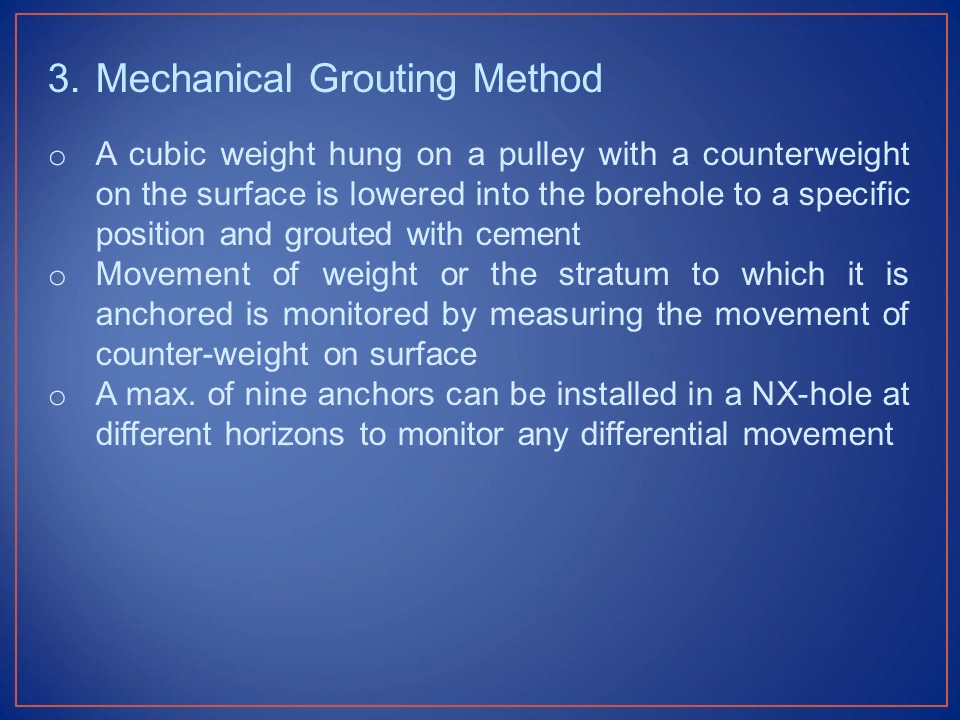 3. Mechanical Grouting Method
o A cubic weight hung on a pulley with a counterweight
on the surface is lowered into the borehole to a specific
position and grouted with cement
o Movement of weight or the stratum to which it is
anchored is monitored by measuring the movement of
counter-weight on surface
o A max. of nine anchors can be installed in a NX-hole at
different horizons to monitor any differential movement